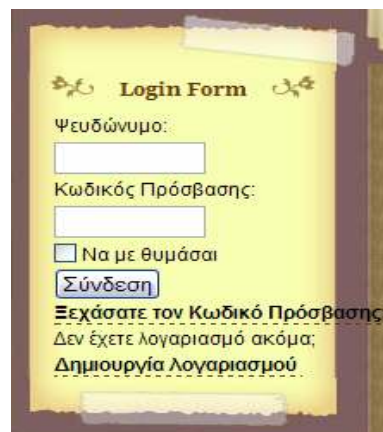 Login Form
Ψευδώνυμο:
Κωδικός Πρόσβασης:
Να με θυμάσαι
Σύνδεση
Ξεχάσατε τον Κωδικό Πρόσβασης
Δεν έχετε λογαριασμό ακόμα;
Δημιουργία λογαριασμού